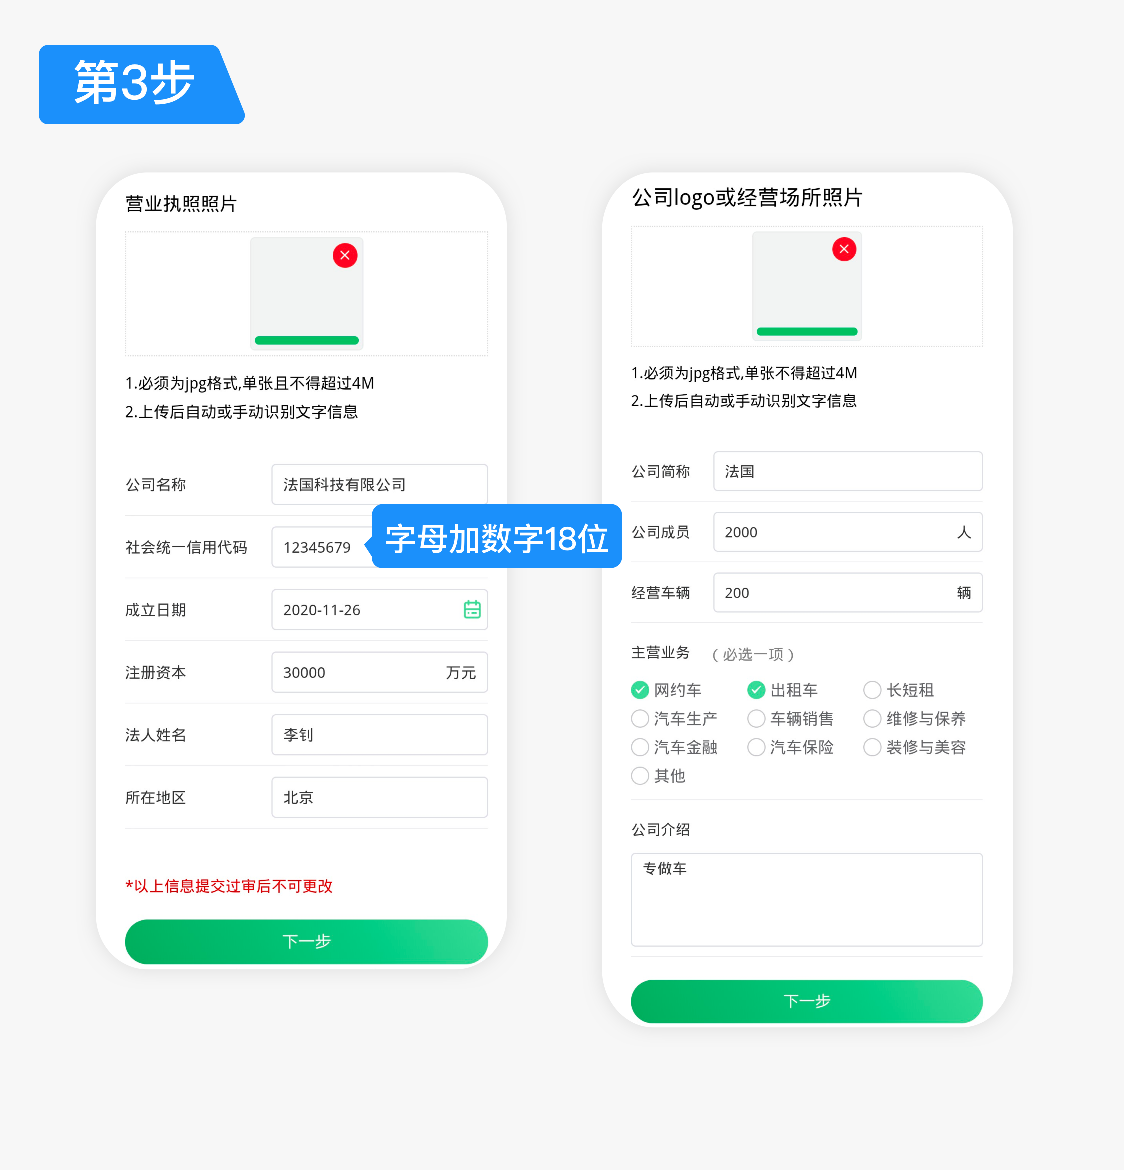 第3步
营业执照照片
1.必须为jpg格式,单张且不得超过4M
2.上传后自动或手动识别文字信息
公司名称 法国科技有限公司
社会统一信用代码 12345679
字母加数字18位
成立日期 2020-11-26
注册资本 30000 万元
法人姓名 李钊
所在地区 北京
*以上信息提交过审后不可更改
下一步
公司logo或经营场所照片
1.必须为jpg格式,单张不得超过4M
2.上传后自动或手动识别文字信息
公司简称 法国
公司成员 2000 人
经营车辆 200 辆
主营业务 （必选一项）
网约车 出租车 长短租
汽车生产 车辆销售 维修与保养
汽车金融 汽车保险 装修与美容
其他
公司介绍
专做车
下一步